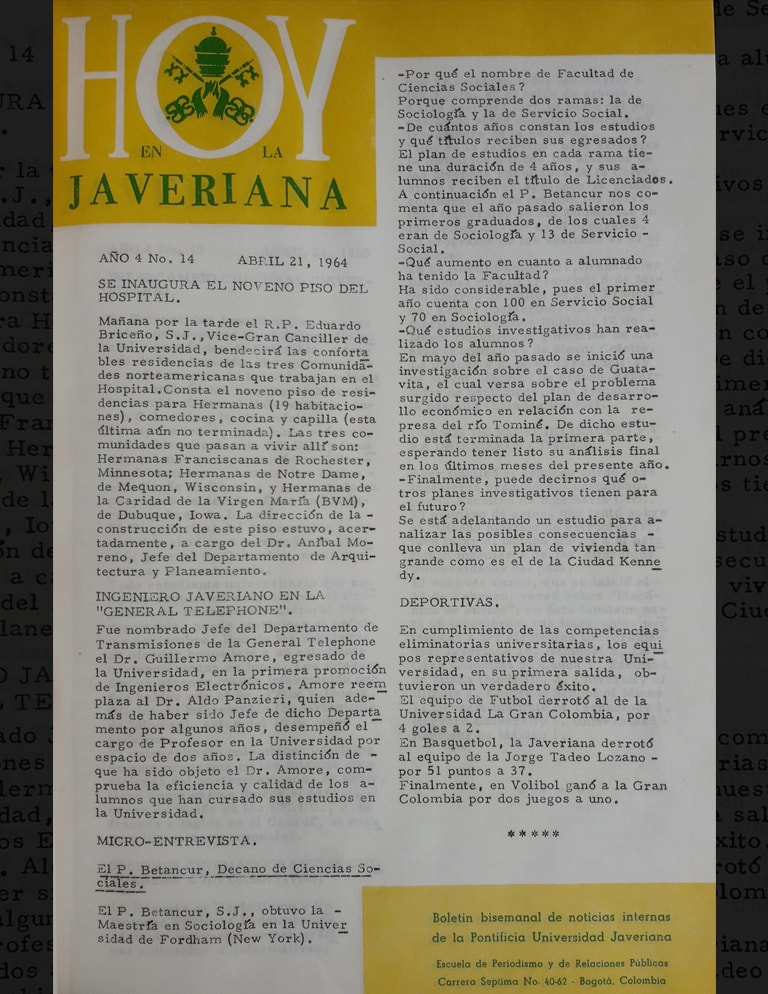 HOY
EN LA
JAVERIANA
AÑO 4 No. 14 ABRIL 21, 1964
SE INAUGURA EL NOVENO PISO DEL
HOSPITAL.
Mañana por la tarde el R.P. Eduardo
Briceño, S.J., Vice-Gran Canciller de
la Universidad, bendecirá las conforta
bles residencias de las tres Comunida-
des norteamericanas que trabajan en el
Hospital.Consta el noveno piso de resi-
dencias para Hermanas (19 habitacio-
nes), comedores, cocina y capilla (esta
última aún no terminada). Las tres co-
munidades que pasan a vivir allí son:
Hermanas Franciscanas de Rochester,
Minnesota; Hermanas de Notre Dame,
de Mequon, Wisconsin, y Hermanas de
la Caridad de la Virgen María (BVM),
de Dubuque, Iowa. La dirección de la -
construcción de este piso estuvo, acer-
tadamente, a cargo del Dr. Aníbal Mo-
reno, Jefe del Departamento de Arqui-
tectura y Planeamiento.
INGENIERO JAVERIANO EN LA
"GENERAL TELEPHONE".
Fue nombrado Jefe del Departamento de
Transmisiones de la General Telephone
el Dr. Guillermo Amore, egresado de
la Universidad, en la primera promoción
de Ingenieros Electrónicos. Amore reem
plaza al Dr. Aldo Panzieri, quien ade-
más de haber sido Jefe de dicho Departa
mento por algunos años, desempeñó el
cargo de Profesor en la Universidad por
espacio de dos años. La distinción de -
que ha sido objeto el Dr. Amore, com-
prueba la eficiencia y calidad de los a-
lumnos que han cursado sus estudios en
la Universidad.
MICRO-ENTREVISTA.
El P. Betancur, Decano de Ciencias So-
ciales.
El P. Betancur, S.J., obtuvo la -
Maestría en Sociología en la Univer
sidad de Fordham (New York).
-Por qué el nombre de Facultad de
Ciencias Sociales?
Porque comprende dos ramas: la de
Sociología y la de Servicio Social.
-De cuántos años constan los estudios
y qué títulos reciben sus egresados?
El plan de estudios en cada rama tie-
ne una duración de 4 años, y sus a-
lumnos reciben el título de Licenciados.
A continuación el P. Betancur nos co-
menta que el año pasado salieron los
primeros graduados, de los cuales 4
eran de Sociología y 13 de Servicio -
Social.
-Qué aumento en cuanto a alumnado
ha tenido la Facultad?
Ha sido considerable, pues el primer
año cuenta con 100 en Servicio Social
y 70 en Sociología.
-Qué estudios investigativos han rea-
lizado los alumnos?
En mayo del año pasado se inició una
investigación sobre el caso de Guata-
vita, el cual versa sobre el problema
surgido respecto del plan de desarro-
llo económico en relación con la re-
presa del río Tominé. De dicho estu-
dio está terminada la primera parte,
esperando tener listo su análisis final
en los últimos meses del presente año.
-Finalmente, puede decirnos qué o-
tros planes investigativos tienen para
el futuro?
Se está adelantando un estudio para a-
nalizar las posibles consecuencias -
que conlleva un plan de vivienda tan
grande como es el de la Ciudad Kenne
dy.
DEPORTIVAS.
En cumplimiento de las competencias
eliminatorias universitarias, los equi
pos representativos de nuestra Uni-
versidad, en su primera salida, ob-
tuvieron un verdadero éxito.
El equipo de Futbol derrotó al de la
Universidad La Gran Colombia, por
4 goles a 2.
En Basquetbol, la Javeriana derrotó
al equipo de la Jorge Tadeo Lozano -
por 51 puntos a 37.
Finalmente, en Volibol ganó a la Gran
Colombia por dos juegos a uno.
*****
Boletin bisemanal de noticias internas
de la Pontificia Universidad Javeriana
Escuela de Periodismo y de Relaciones Públicas
Carrera Septima No. 40-62 - Bogotá, Colombia